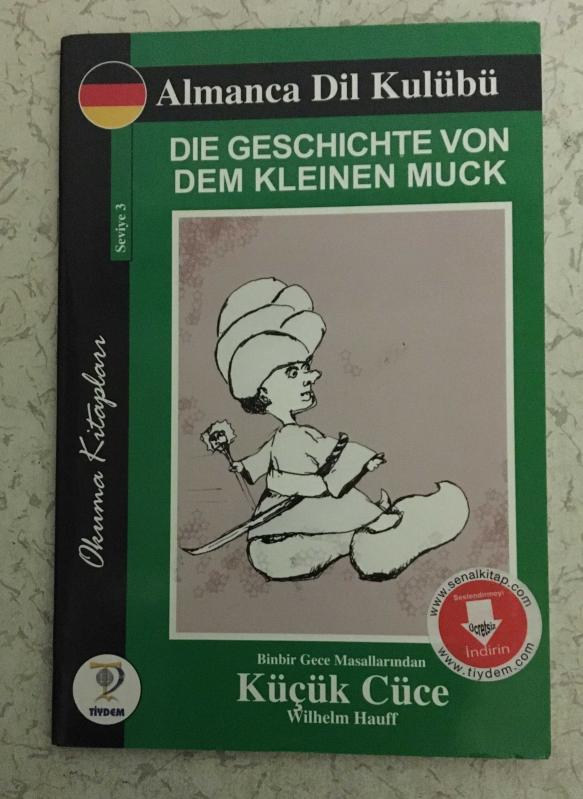 Almanca Dil Kulübü
DIE GESCHICHTE VON
DEM KLEINEN MUCK
Seviye 3
Okuma Kitapları
www.senalkitap.com
Seslendirmeyi
Ücretsiz
İndirin
www.tiydem.com
Binbir Gece Masallarından
Küçük Cüce
Wilhelm Hauff
TİYDEM